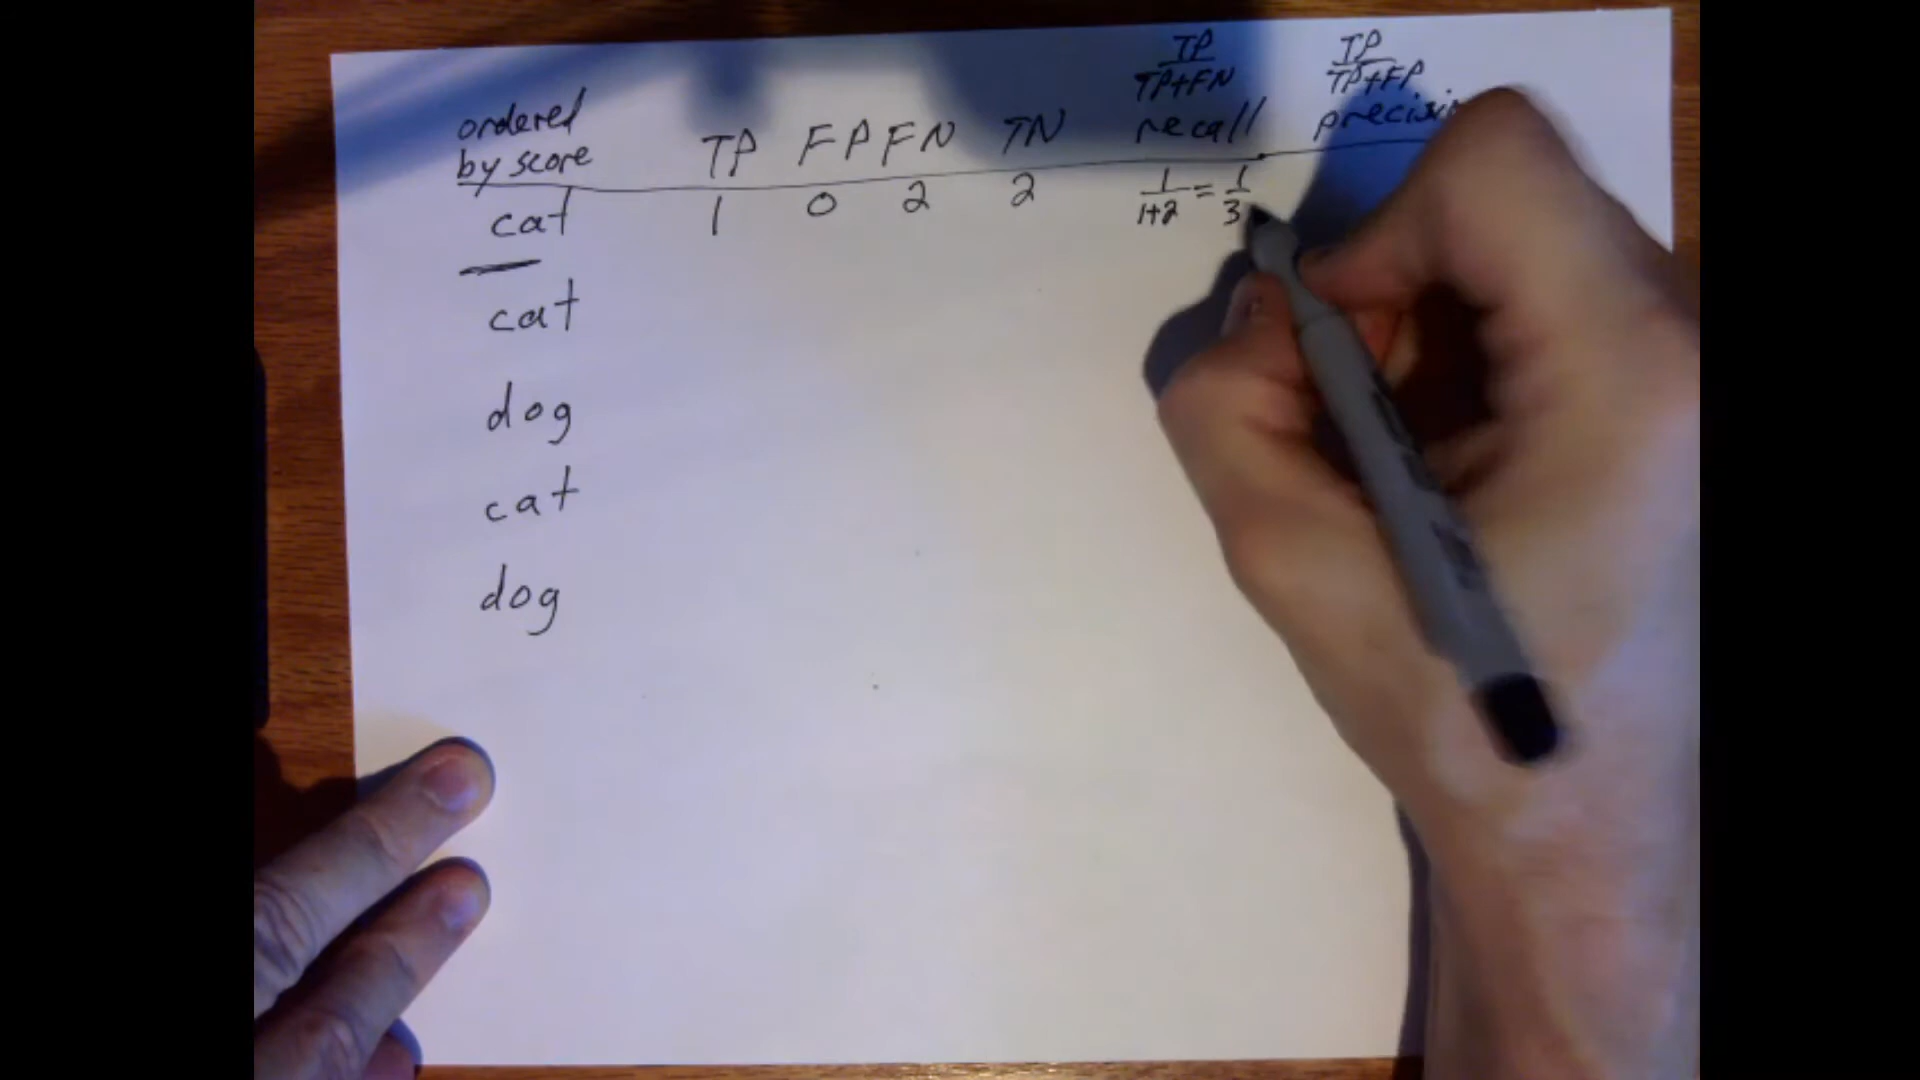 ordered
by score
TP FP FN TN
TP
TP+FN
recall
TP
TP+FP
cat 1 0 2 2 1/1+2 = 1/3
cat
dog
cat
dog